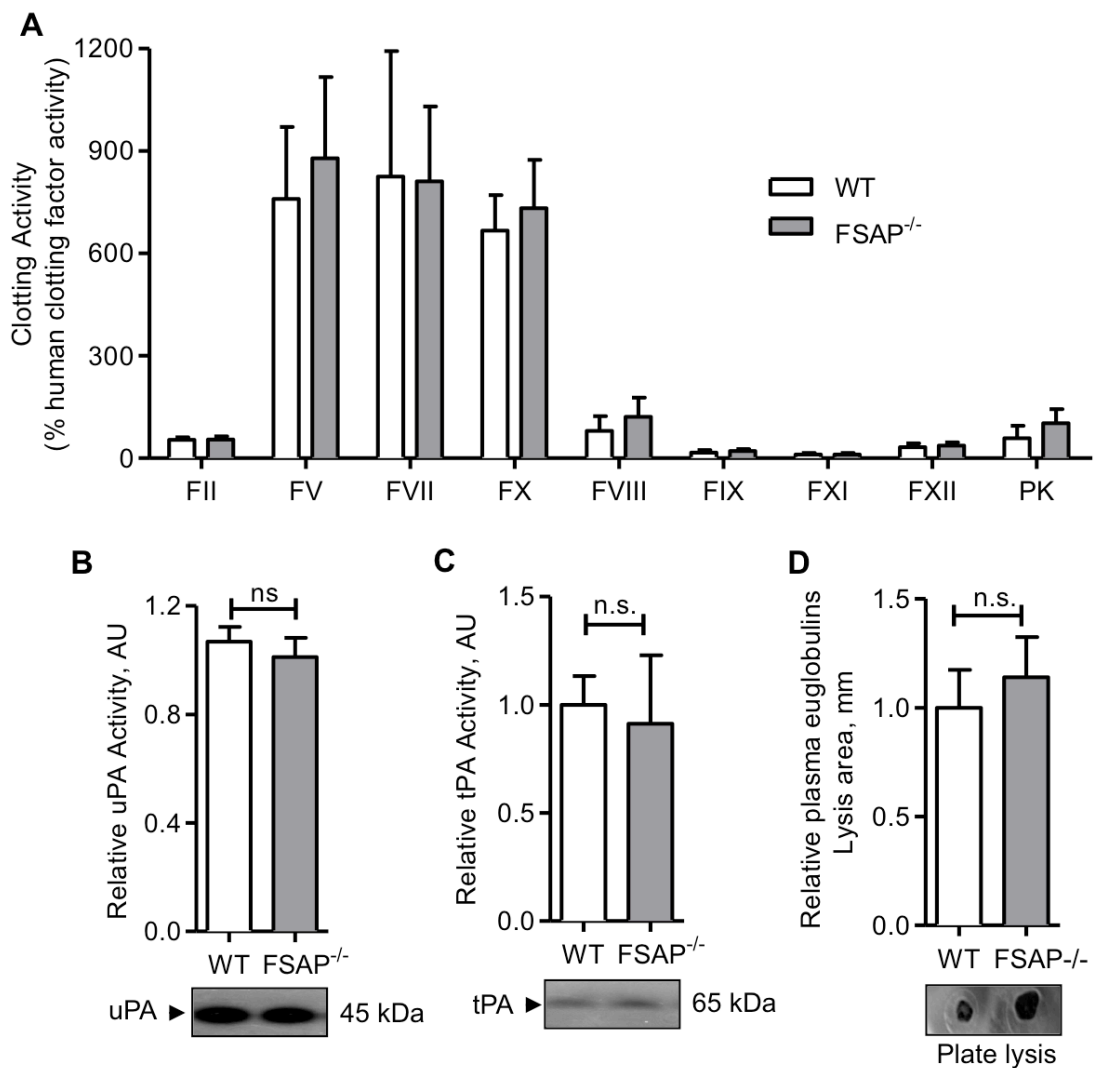 A
Clotting Activity
(% human clotting factor activity)
1200
900
600
300
0
WT
FSAP-/-
FII FV FVII FX FVIII FIX FXI FXII PK
B
Relative uPA Activity, AU
1.2
0.8
0.4
0.0
ns
WT FSAP-/-
uPA 45 kDa
C
Relative tPA Activity, AU
1.5
1.0
0.5
0.0
n.s.
WT FSAP-/-
tPA 65 kDa
D
Relative plasma euglobulins
Lysis area, mm
1.5
1.0
0.5
0.0
n.s.
WT FSAP-/-
Plate lysis